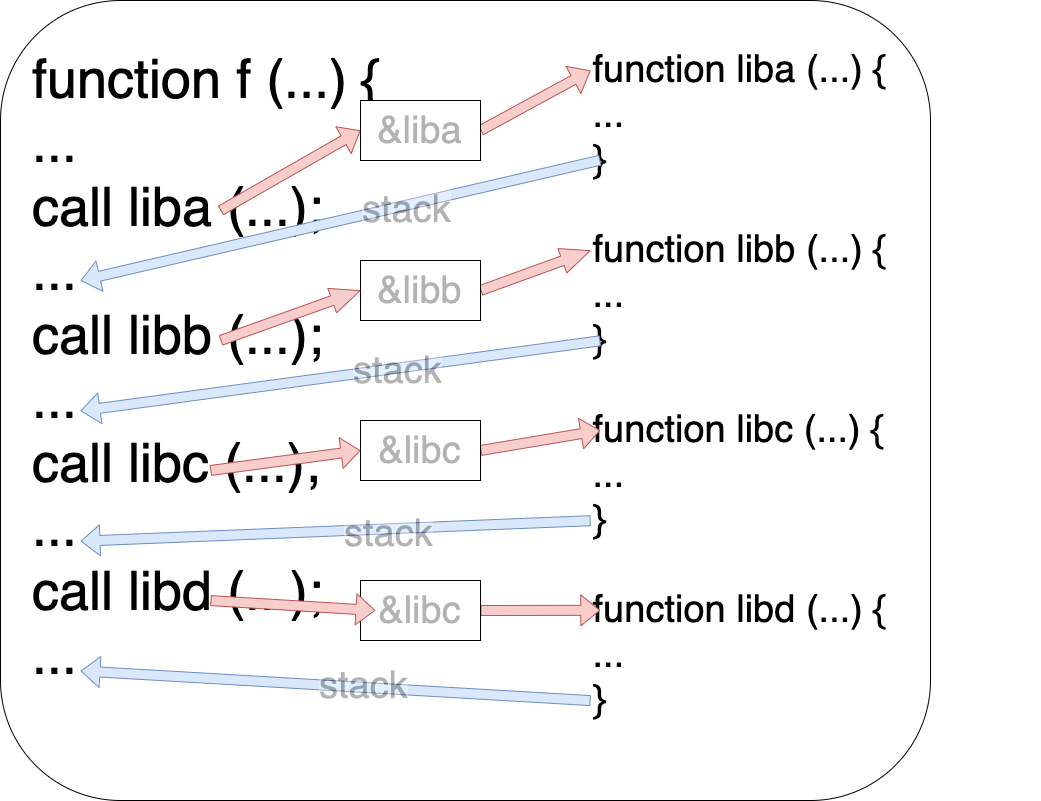 function f (...) {
...
call liba (...);
...
call libb (...);
...
call libc (...),
...
call libd (...);
...
&liba
stack
&libb
stack
&libc
stack
&libc
stack
function liba (...) {
...
}
function libb (...) {
...
}
function libc (...) {
...
}
function libd (...) {
...
}